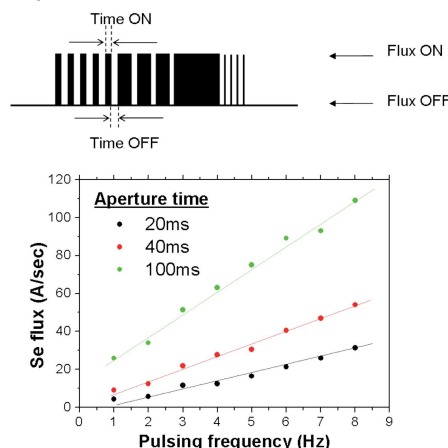 Time ON
Flux ON
Flux OFF
Time OFF
120
100
80
60
40
20
0
Se flux (A/sec)
Aperture time
20ms
40ms
100ms
0 1 2 3 4 5 6 7 8 9
Pulsing frequency (Hz)